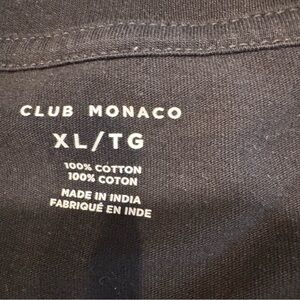 CLUB MONACO
XL/TG
100% COTTON
100% COTON
MADE IN INDIA
FABRIQUÉ EN INDE